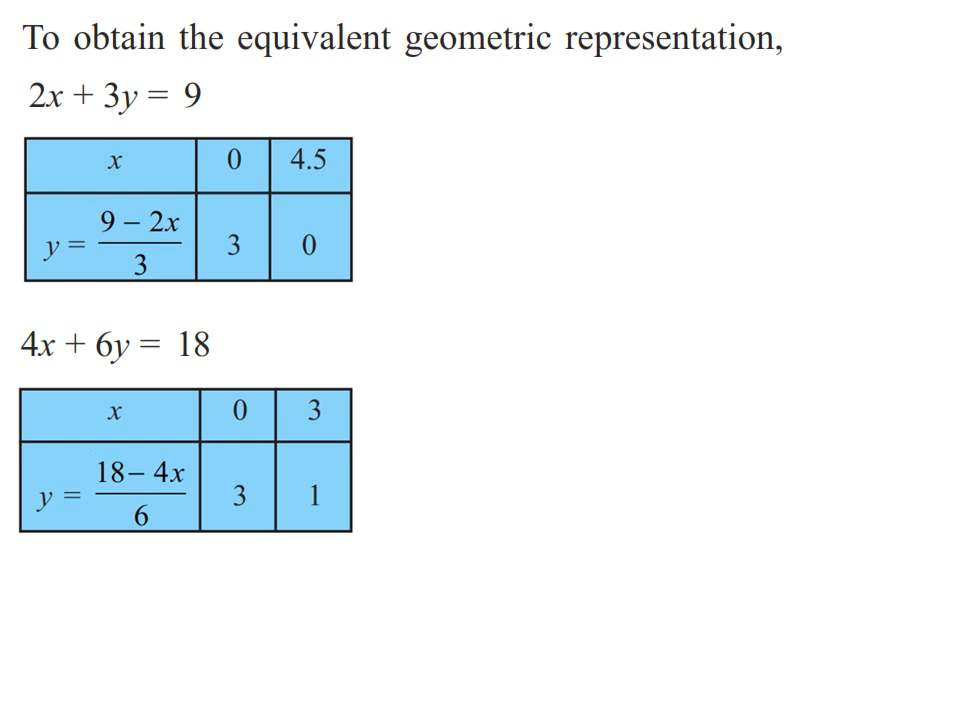 To obtain the equivalent geometric representation,
2x + 3y = 9
x 0 4.5
y = (9 – 2x)/3 3 0
4x + 6y = 18
x 0 3
y = (18 – 4x)/6 3 1